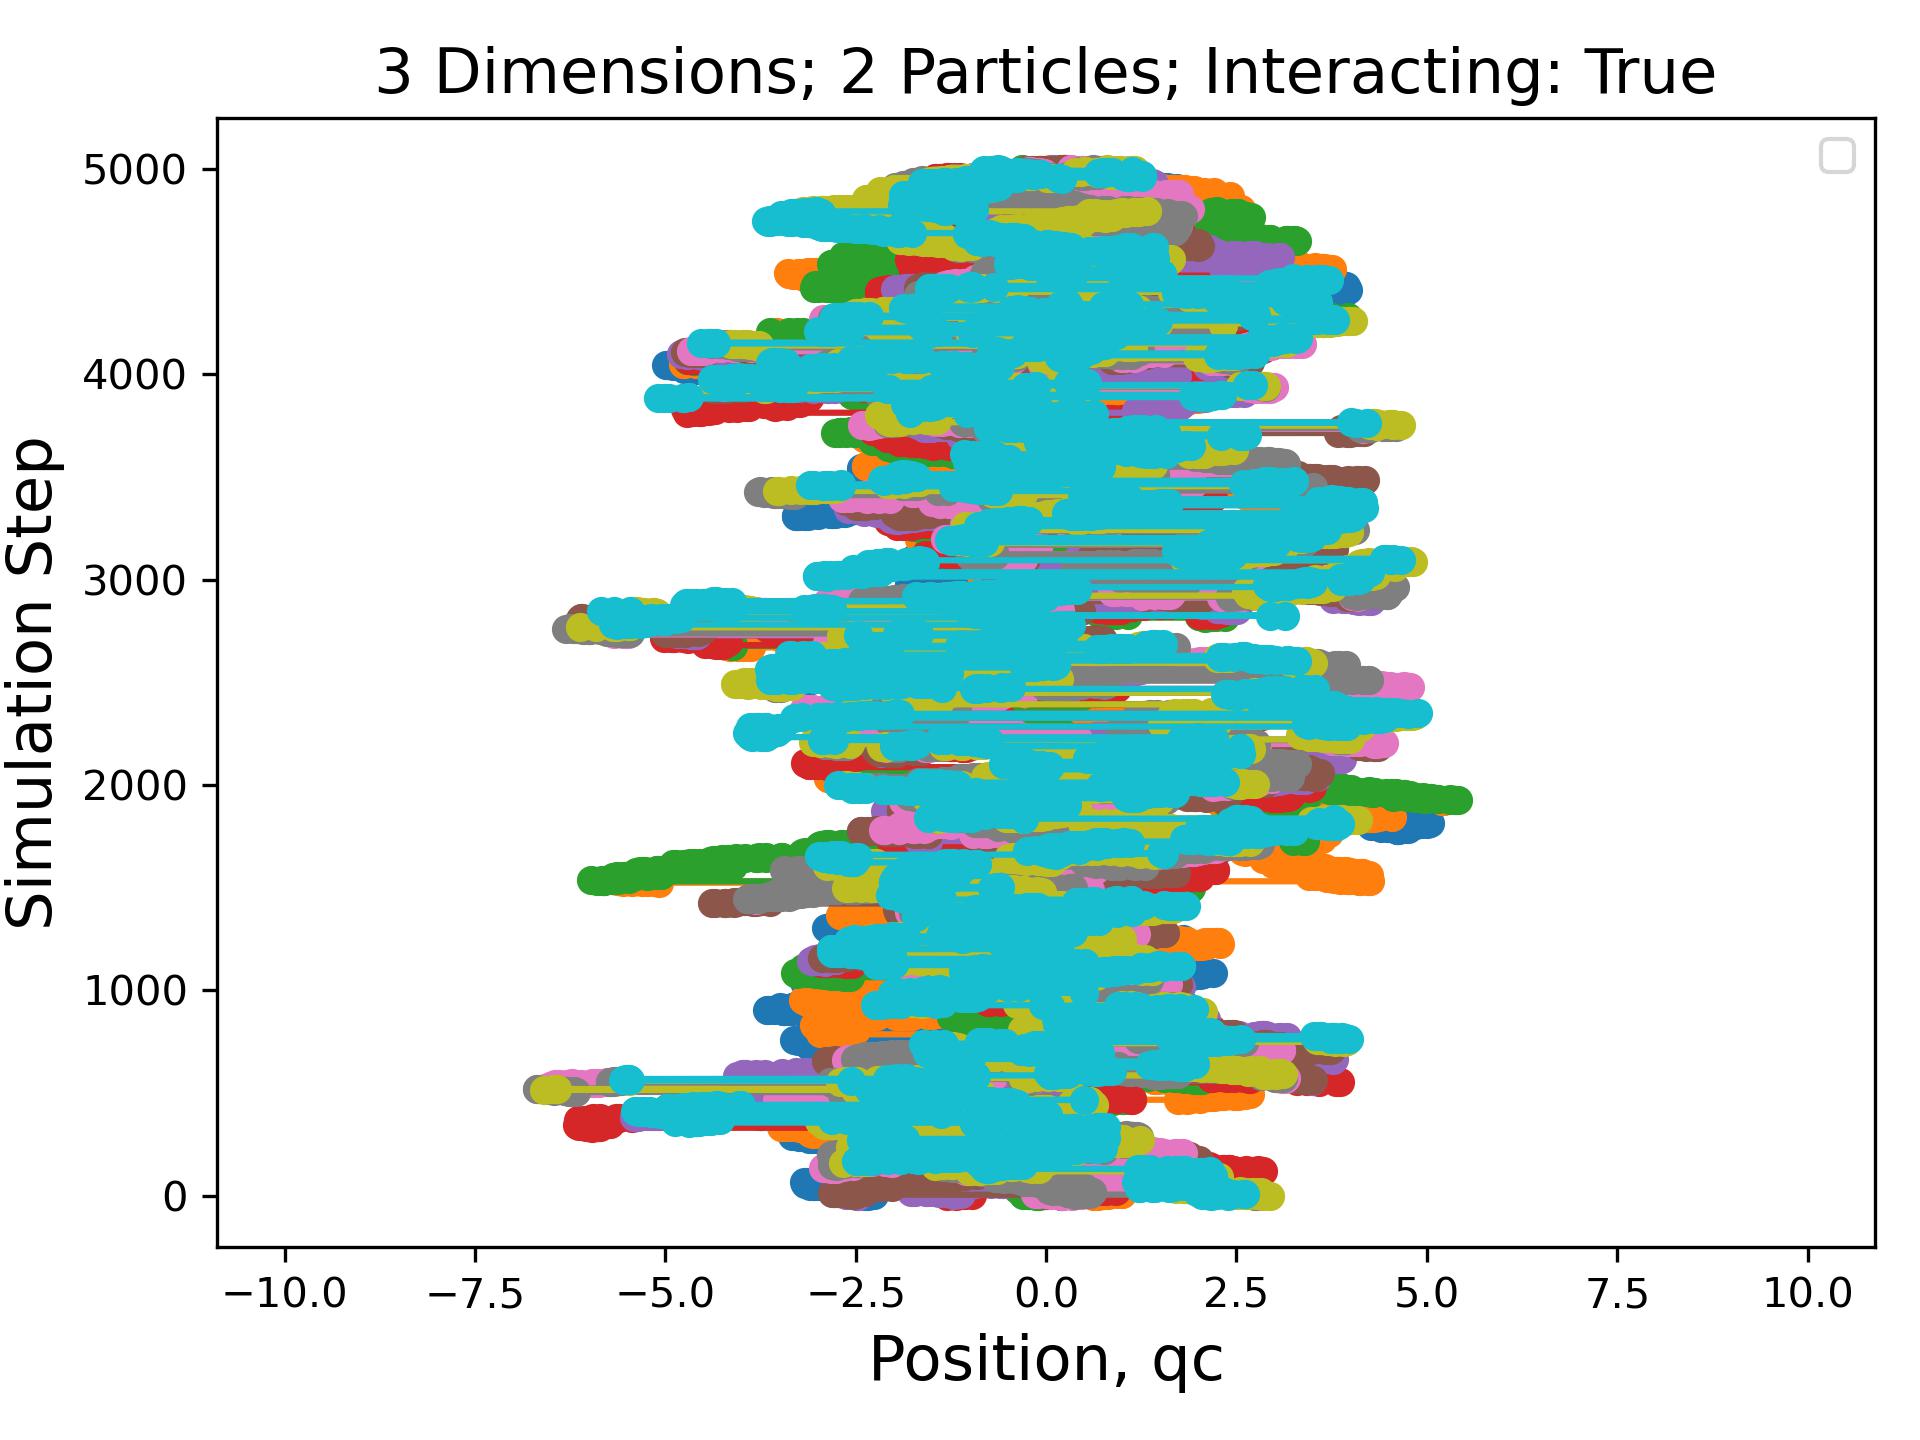 3 Dimensions; 2 Particles; Interacting: True
Simulation Step
5000
4000
3000
2000
1000
0
−10.0 −7.5 −5.0 −2.5 0.0 2.5 5.0 7.5 10.0
Position, qc